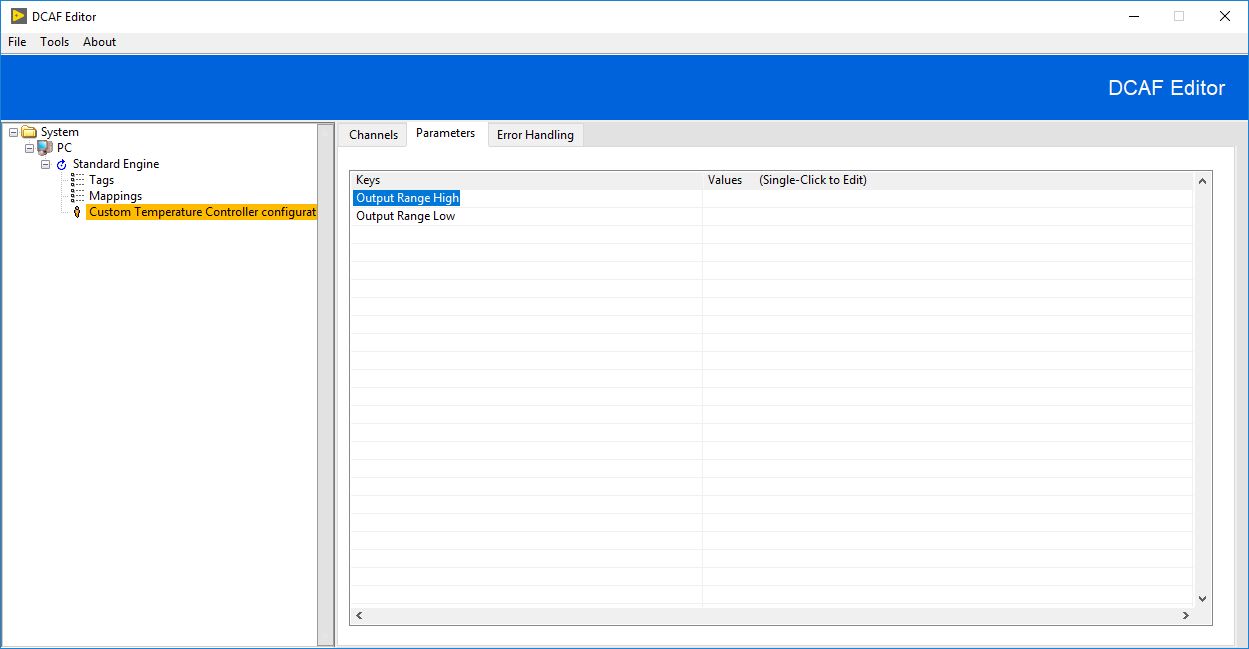 DCAF Editor
File Tools About
DCAF Editor
System
PC
Standard Engine
Tags
Mappings
Custom Temperature Controller configurat
Channels Parameters Error Handling
Keys Values (Single-Click to Edit)
Output Range High
Output Range Low